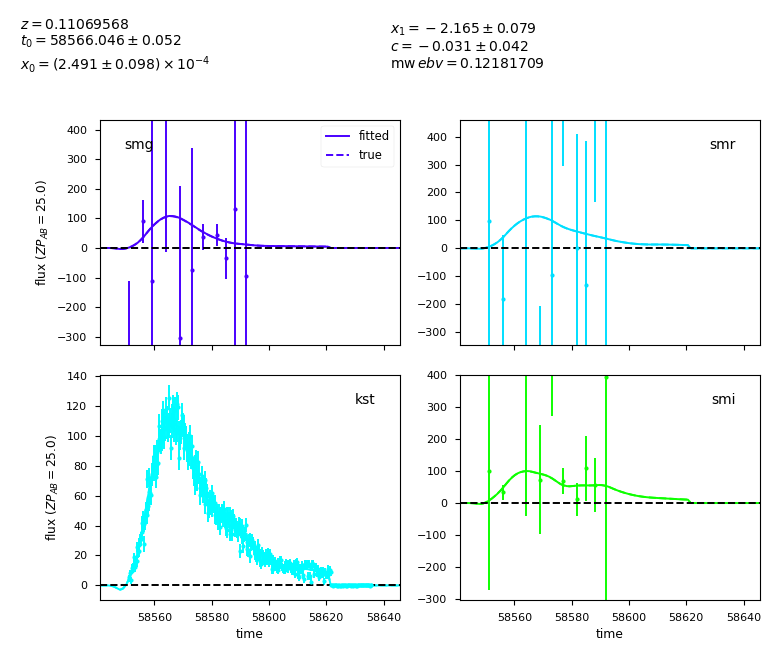 z = 0.11069568
t₀ = 58566.046 ± 0.052
x₀ = (2.491 ± 0.098) × 10⁻⁴
x₁ = −2.165 ± 0.079
c = −0.031 ± 0.042
mw ebv = 0.12181709
smg
fitted
true
400
300
200
100
0
−100
−200
−300
flux (ZP_AB = 25.0)
smr
400
300
200
100
0
−100
−200
−300
kst
140
120
100
80
60
40
20
0
flux (ZP_AB = 25.0)
58560 58580 58600 58620 58640
time
smi
400
300
200
100
0
−100
−200
−300
58560 58580 58600 58620 58640
time